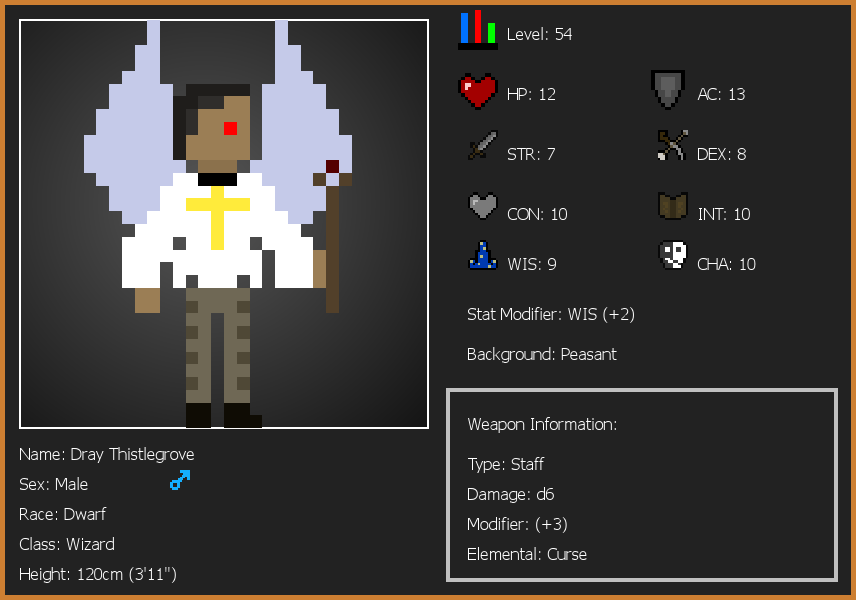 Level: 54
HP: 12
AC: 13
STR: 7
DEX: 8
CON: 10
INT: 10
WIS: 9
CHA: 10
Stat Modifier: WIS (+2)
Background: Peasant
Weapon Information:
Type: Staff
Damage: d6
Modifier: (+3)
Elemental: Curse
Name: Dray Thistlegrove
Sex: Male
Race: Dwarf
Class: Wizard
Height: 120cm (3'11")